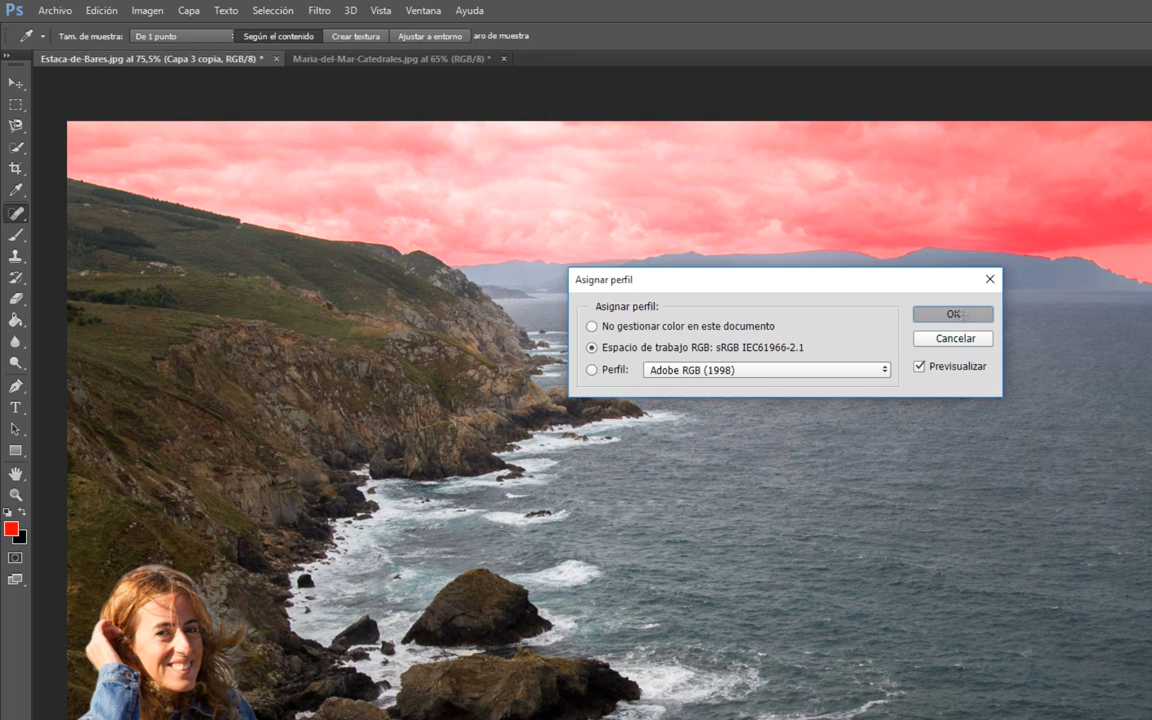 Ps Archivo Edición Imagen Capa Texto Selección Filtro 3D Vista Ventana Ayuda
Tam. de muestra: De 1 punto Según el contenido Crear textura Ajustar a entorno aro de muestra
Estaca-de-Bares.jpg al 75,5% (Capa 3 copia, RGB/8) * × Maria-del-Mar-Catedrales.jpg al 65% (RGB/8) * ×
Asignar perfil
Asignar perfil:
OK
No gestionar color en este documento
Cancelar
Espacio de trabajo RGB: sRGB IEC61966-2.1
Previsualizar
Perfil: Adobe RGB (1998)
T